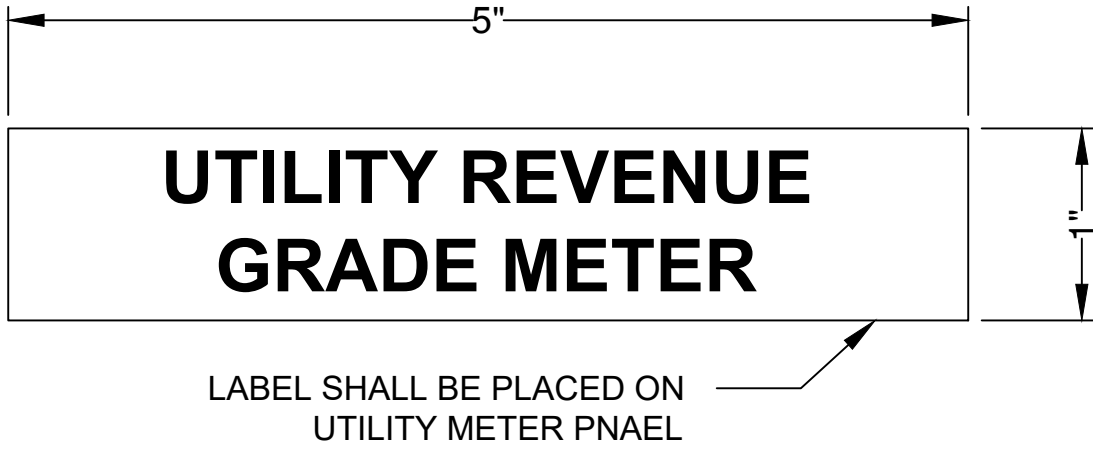 5"
UTILITY REVENUE
GRADE METER
1"
LABEL SHALL BE PLACED ON
UTILITY METER PNAEL